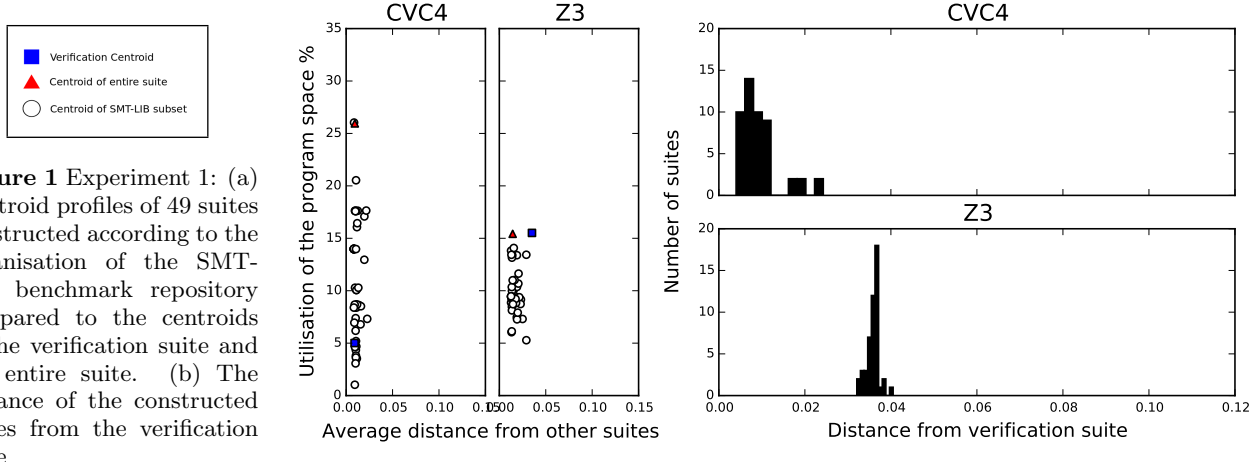 Verification Centroid
Centroid of entire suite
Centroid of SMT-LIB subset
ure 1 Experiment 1: (a)
troid profiles of 49 suites
structed according to the
anisation of the SMT-
benchmark repository
pared to the centroids
he verification suite and
entire suite. (b) The
ance of the constructed
es from the verification
e.
CVC4
Z3
Utilisation of the program space %
35
30
25
20
15
10
5
0
0.00 0.05 0.10 0.15
0.00 0.05 0.10 0.15
Average distance from other suites
CVC4
20
15
10
5
0
Number of suites
Z3
20
15
10
5
0
0.00 0.02 0.04 0.06 0.08 0.10 0.12
Distance from verification suite